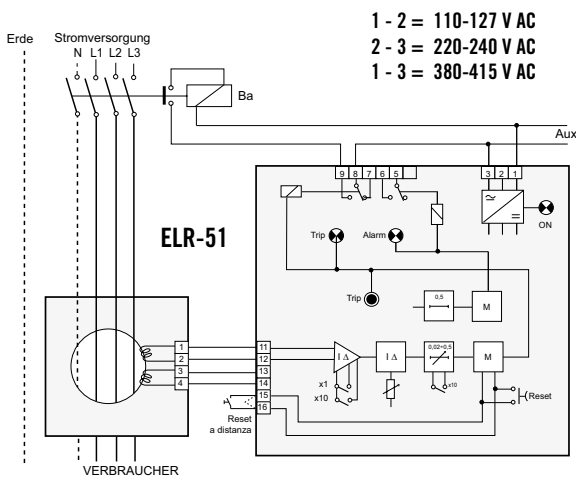 1 - 2 = 110-127 V AC
2 - 3 = 220-240 V AC
1 - 3 = 380-415 V AC
Erde
Stromversorgung
N L1 L2 L3
Ba
Aux
9 8 7 6 5
3 2 1
ON
ELR-51
Trip
Alarm
Trip
0,5
M
1
2
3
4
11
12
13
14
15
16
I Δ
I Δ
0,02÷0,5
M
x1
x10
x10
Reset
Reset
a distanza
VERBRAUCHER